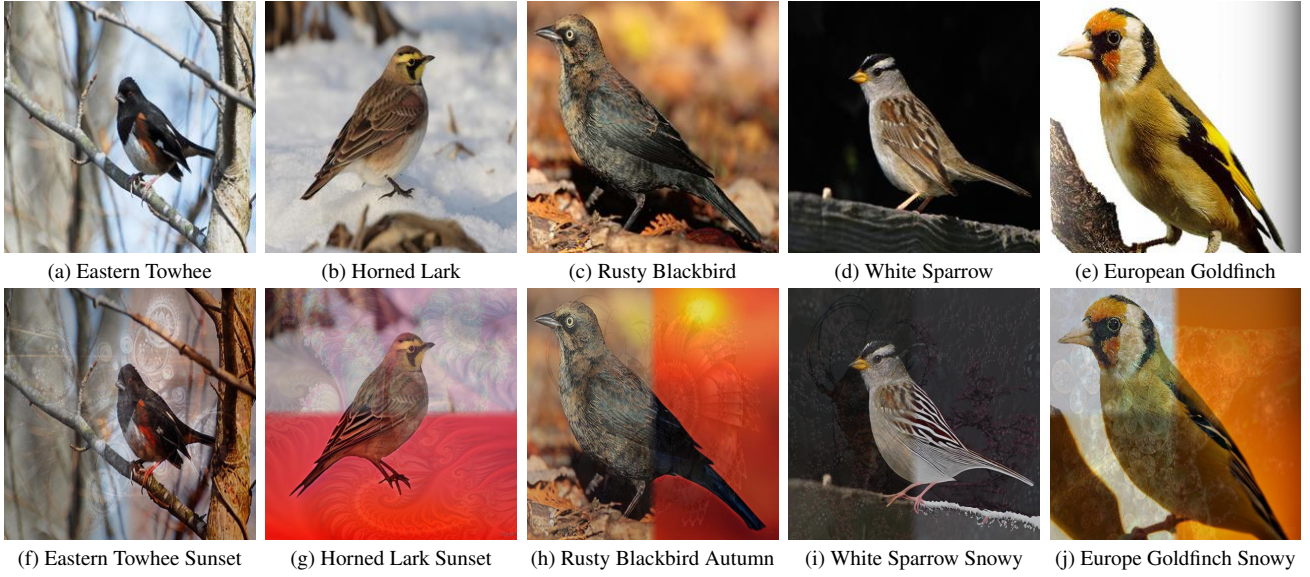 (a) Eastern Towhee
(b) Horned Lark
(c) Rusty Blackbird
(d) White Sparrow
(e) European Goldfinch
(f) Eastern Towhee Sunset
(g) Horned Lark Sunset
(h) Rusty Blackbird Autumn
(i) White Sparrow Snowy
(j) Europe Goldfinch Snowy